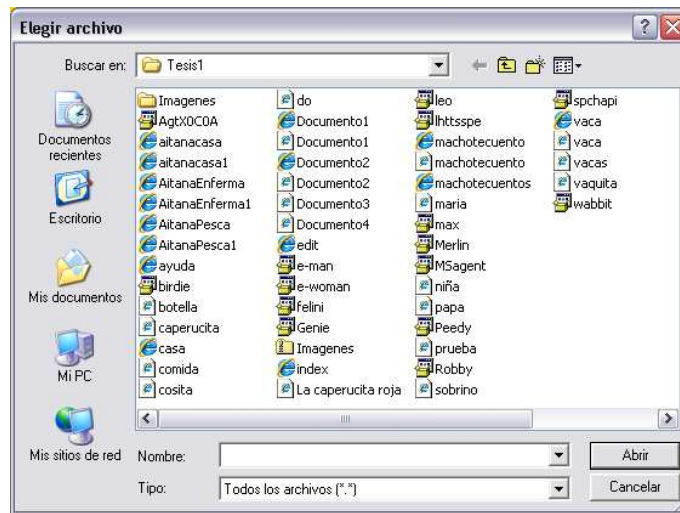 Elegir archivo
Buscar en: Tesis1
Documentos recientes
Escritorio
Mis documentos
Mi PC
Mis sitios de red
Imagenes
AgtX0C0A
aitanacasa
aitanacasa1
AitanaEnferma
AitanaEnferma1
AitanaPesca
AitanaPesca1
ayuda
birdie
botella
caperucita
casa
comida
cosita
do
Documento1
Documento1
Documento2
Documento2
Documento3
Documento4
edit
e-man
e-woman
felini
Genie
Imagenes
index
La caperucita roja
leo
lhttsspe
machotecuento
machotecuento
machotecuentos
maria
max
Merlin
MSagent
niña
papa
Peedy
prueba
Robby
sobrino
spchapi
vaca
vaca
vacas
vaquita
wabbit
Nombre:
Abrir
Tipo: Todos los archivos (*.*)
Cancelar